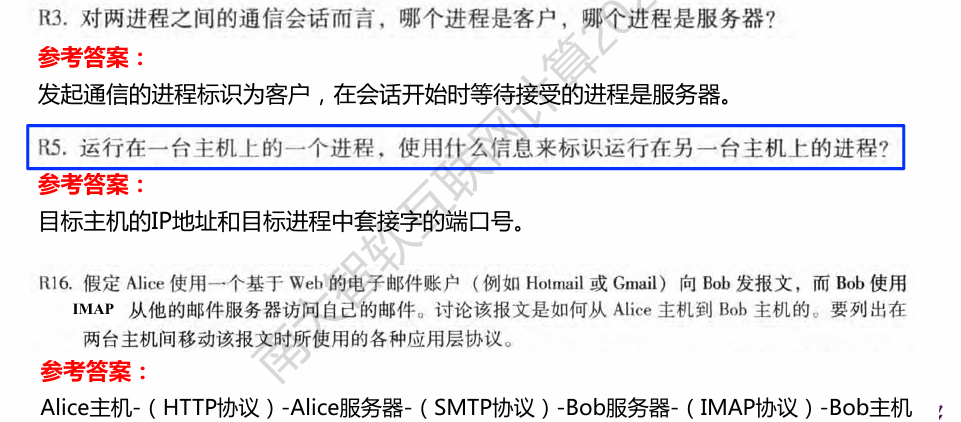 R3. 对两进程之间的通信会话而言，哪个进程是客户，哪个进程是服务器？
参考答案：
发起通信的进程标识为客户，在会话开始时等待接受的进程是服务器。
R5. 运行在一台主机上的一个进程，使用什么信息来标识运行在另一台主机上的进程？
参考答案：
目标主机的IP地址和目标进程中套接字的端口号。
R16. 假定 Alice 使用一个基于 Web 的电子邮件账户（例如 Hotmail 或 Gmail）向 Bob 发报文，而 Bob 使用
IMAP 从他的邮件服务器访问自己的邮件。讨论该报文是如何从 Alice 主机到 Bob 主机的。要列出在
两台主机间移动该报文时所使用的各种应用层协议。
参考答案：
Alice主机-（HTTP协议）-Alice服务器-（SMTP协议）-Bob服务器-（IMAP协议）-Bob主机
南大智软互联网计算202